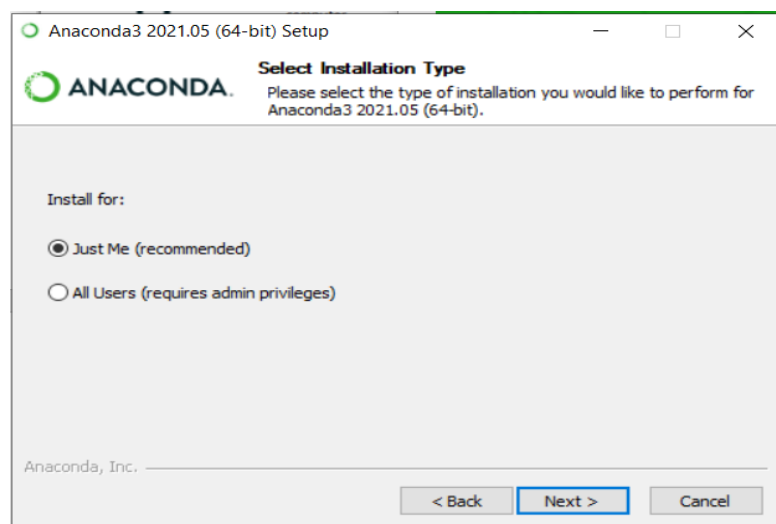 Anaconda3 2021.05 (64-bit) Setup
ANACONDA.
Select Installation Type
Please select the type of installation you would like to perform for
Anaconda3 2021.05 (64-bit).
Install for:
Just Me (recommended)
All Users (requires admin privileges)
Anaconda, Inc.
< Back
Next >
Cancel